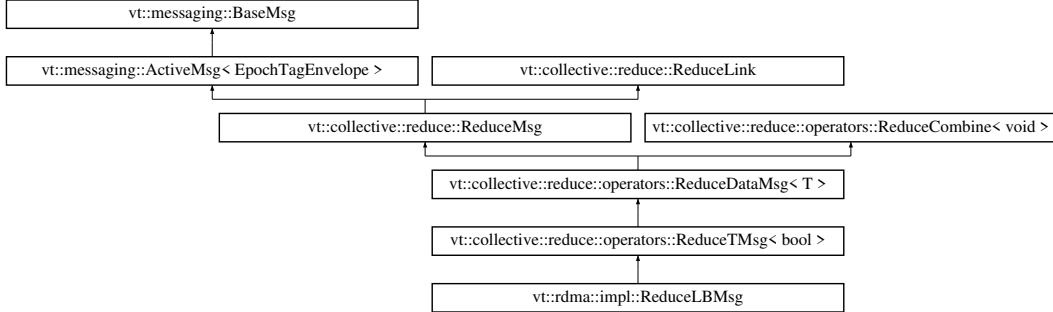 vt::messaging::BaseMsg
vt::messaging::ActiveMsg< EpochTagEnvelope >
vt::collective::reduce::ReduceLink
vt::collective::reduce::ReduceMsg
vt::collective::reduce::operators::ReduceCombine< void >
vt::collective::reduce::operators::ReduceDataMsg< T >
vt::collective::reduce::operators::ReduceTMsg< bool >
vt::rdma::impl::ReduceLBMsg